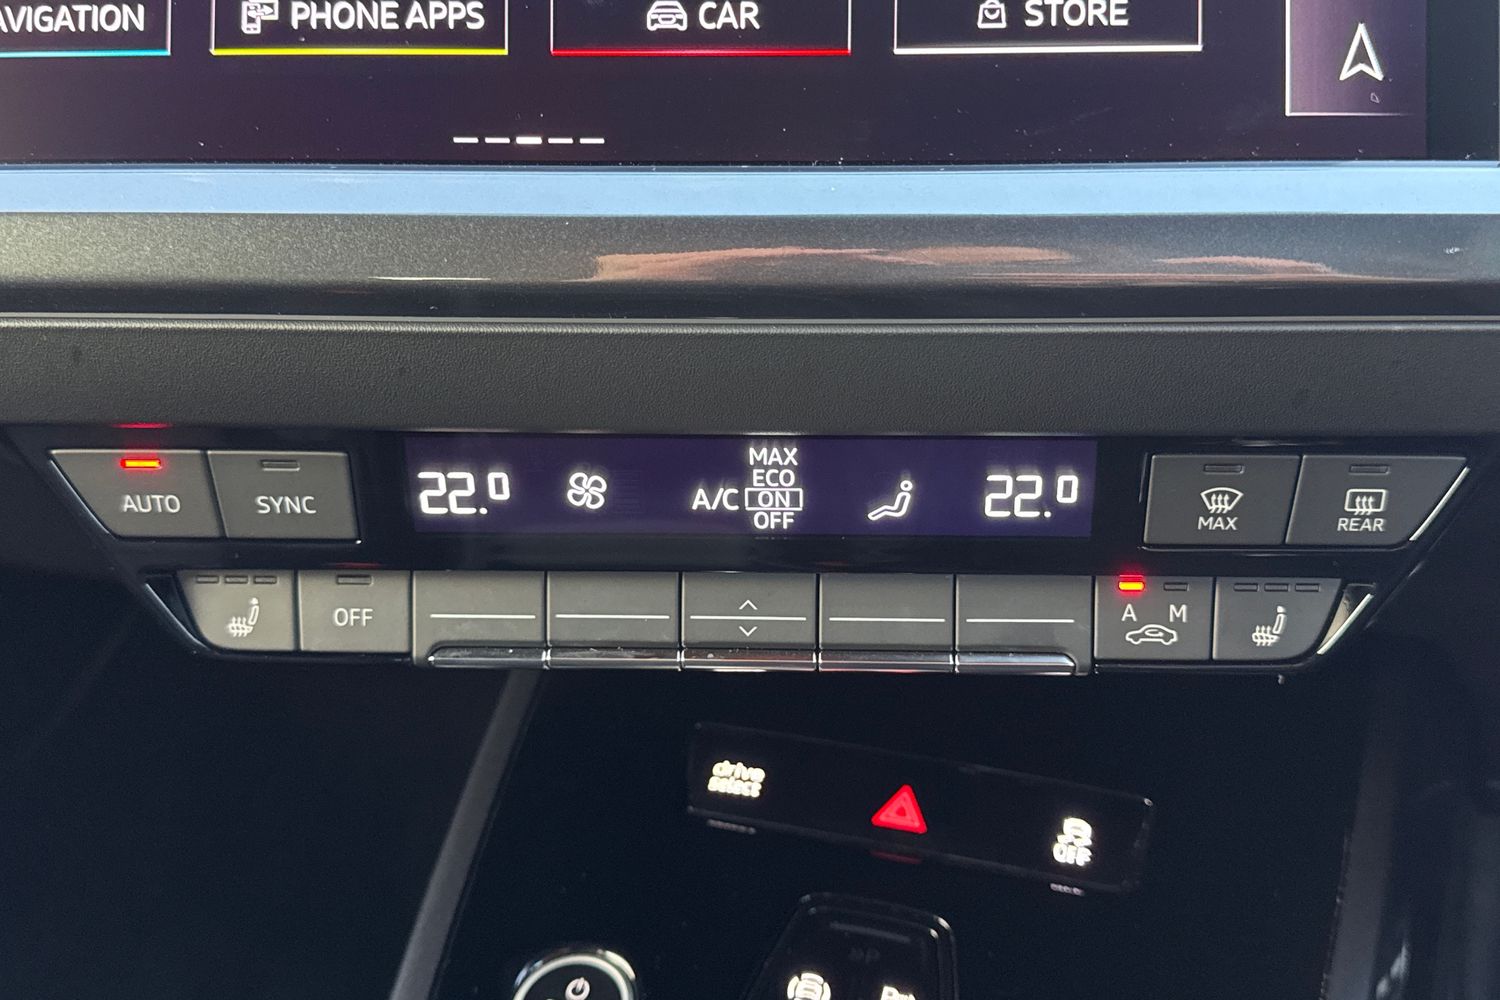 AVIGATION
PHONE APPS
CAR
STORE
AUTO
SYNC
22.0
A/C
MAX
ECO
ON
OFF
22.0
MAX
REAR
OFF
A M
drive
select
OFF